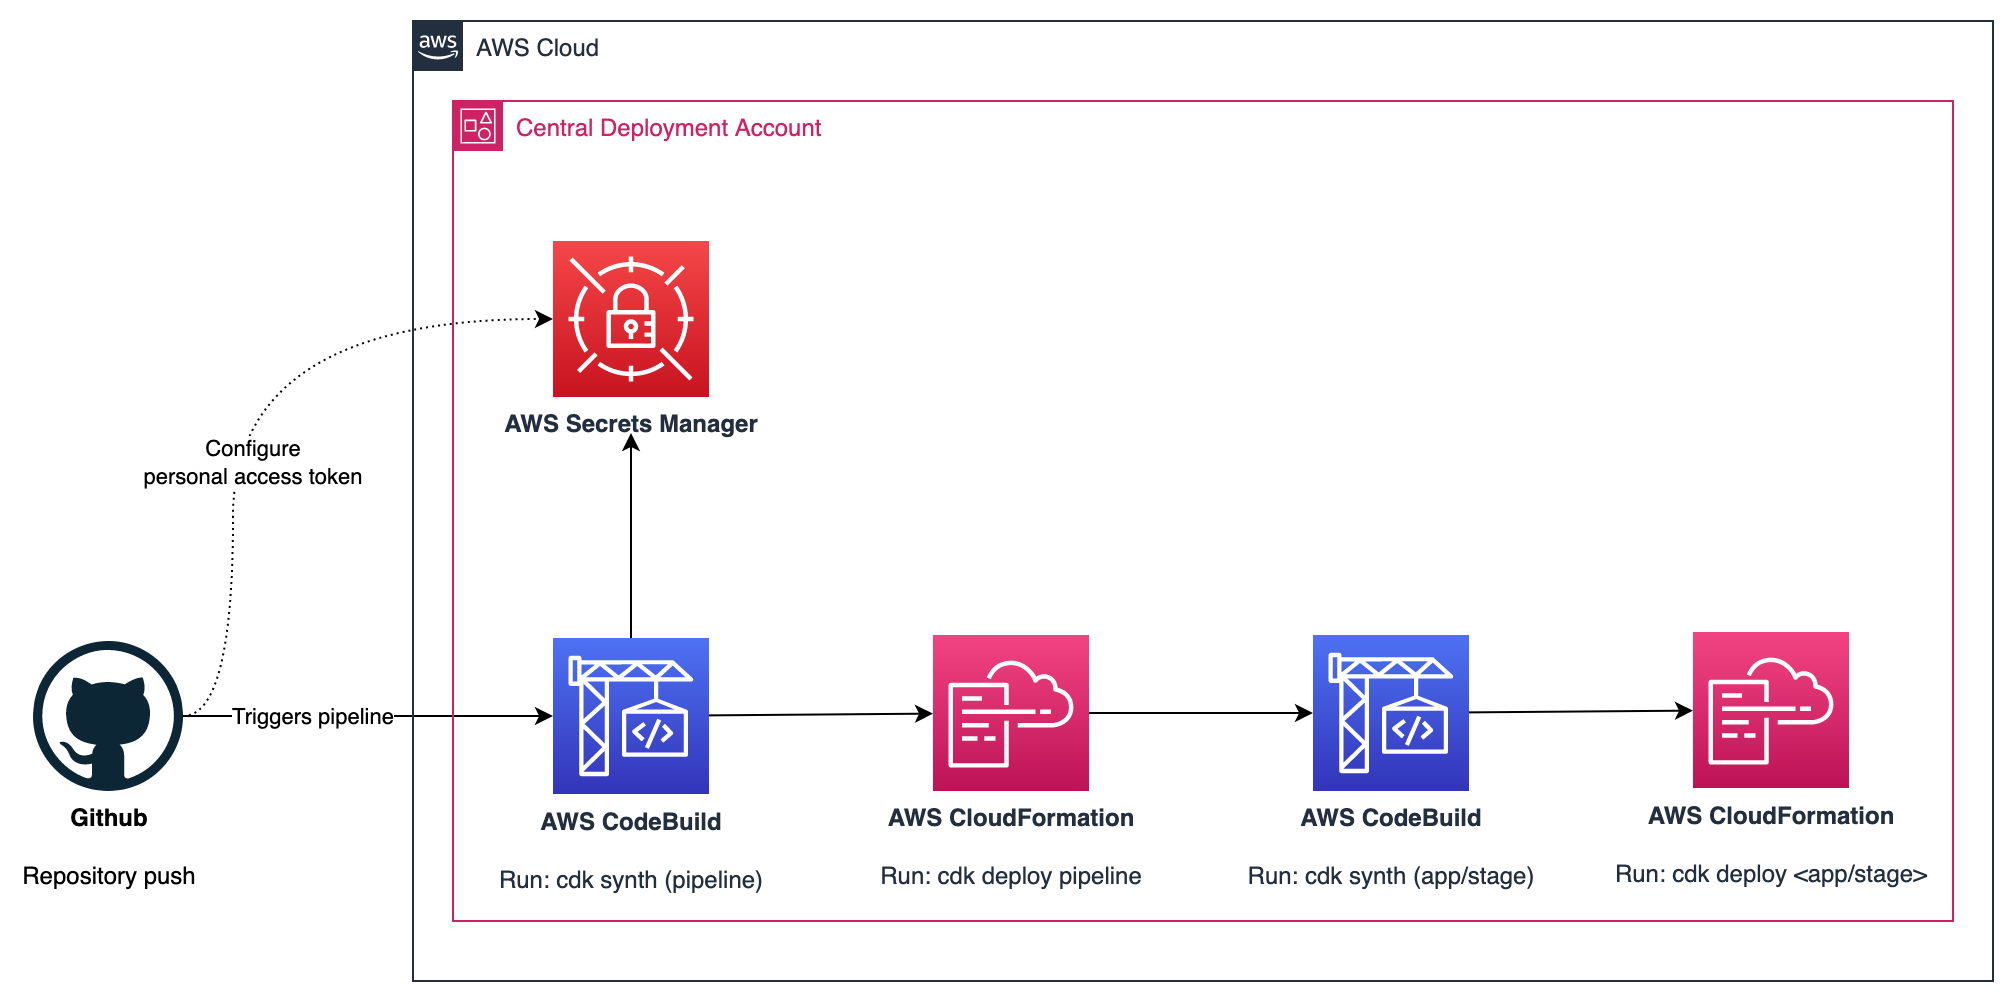 aws
AWS Cloud
Central Deployment Account
AWS Secrets Manager
Configure
personal access token
Triggers pipeline
Github
Repository push
AWS CodeBuild
Run: cdk synth (pipeline)
AWS CloudFormation
Run: cdk deploy pipeline
AWS CodeBuild
Run: cdk synth (app/stage)
AWS CloudFormation
Run: cdk deploy <app/stage>